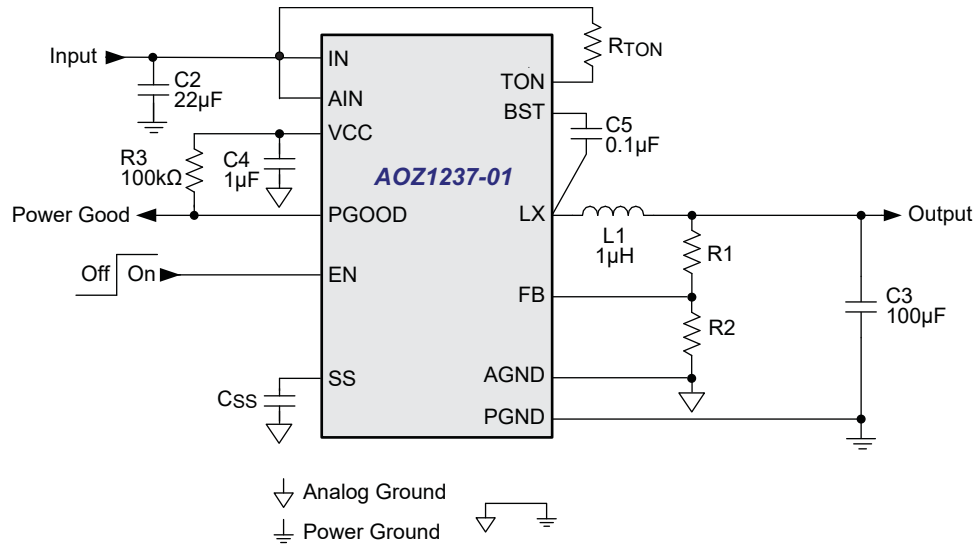 Input
C2
22µF
IN
AIN
VCC
R3
100kΩ
C4
1µF
Power Good
PGOOD
Off
On
EN
SS
CSS
AOZ1237-01
RTON
TON
BST
C5
0.1µF
LX
L1
1µH
Output
R1
FB
R2
C3
100µF
AGND
PGND
Analog Ground
Power Ground